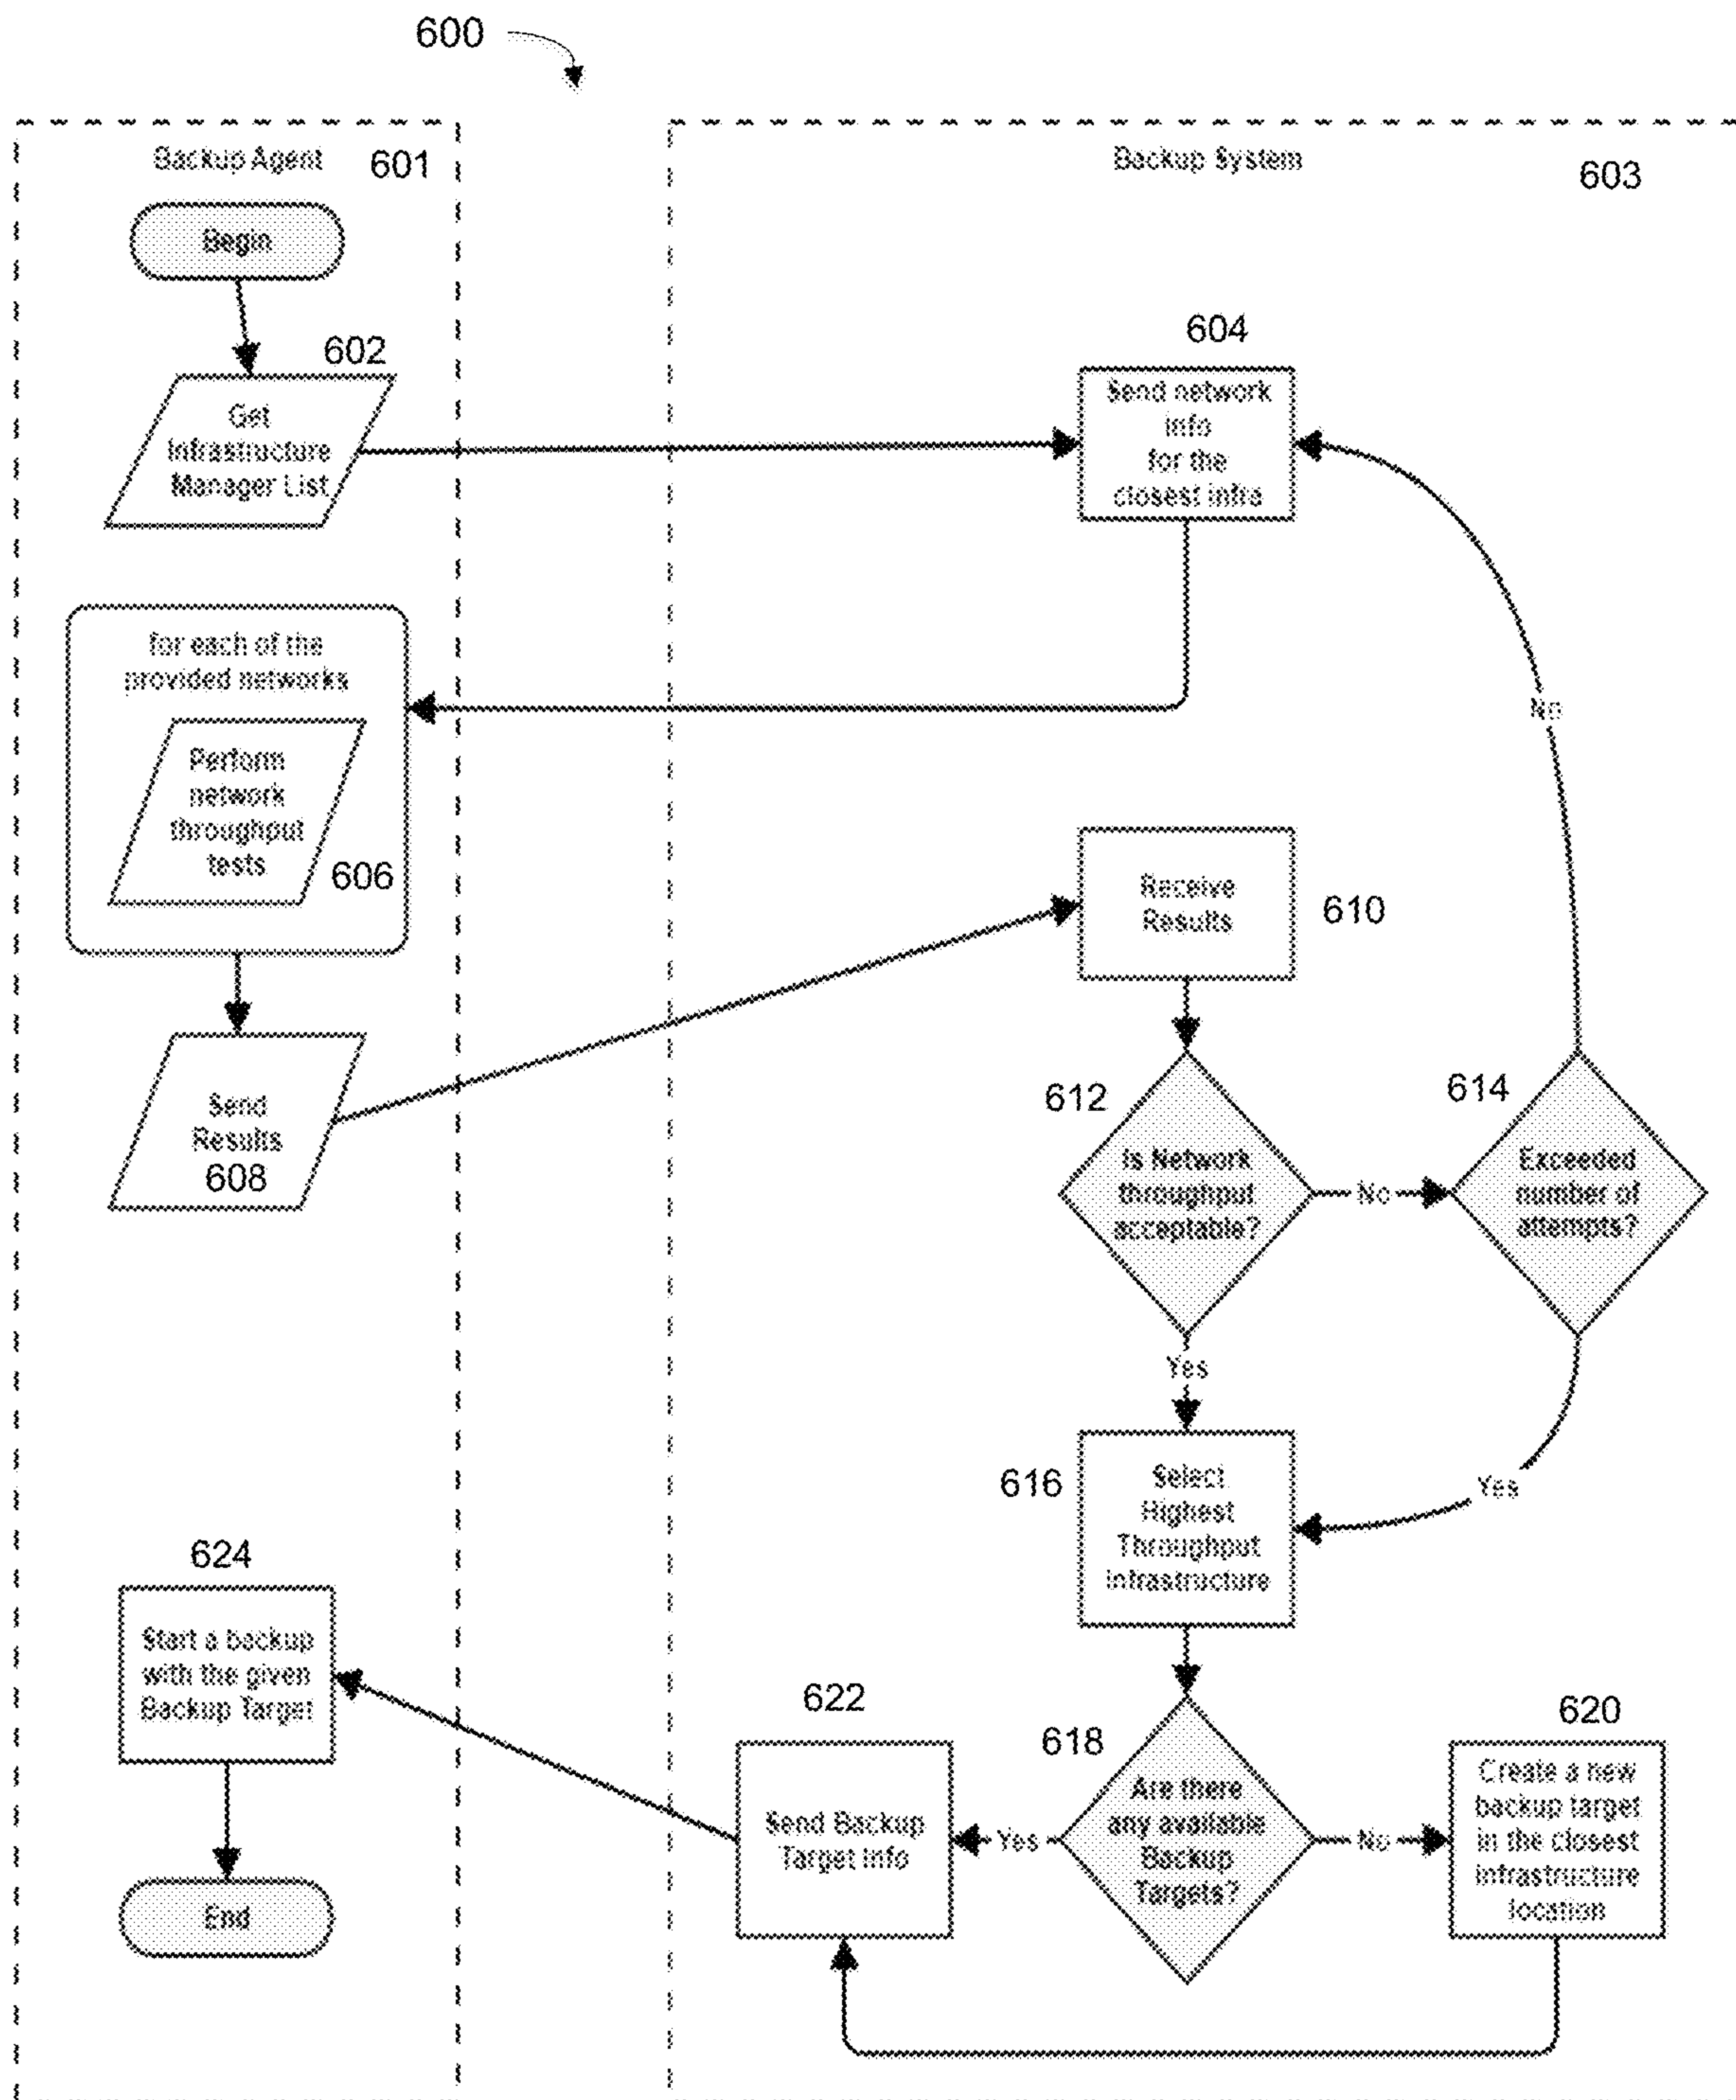 600
Backup Agent
601
Begin
602
Get
Infrastructure
Manager List
for each of the
provided networks
Perform
network
throughput
tests
606
Send
Results
608
624
Start a backup
with the given
Backup Target
End
Backup System
603
604
Send network
info
for the
closest infra
No
Receive
Results
610
612
Is Network
throughput
acceptable?
No
614
Exceeded
number of
attempts?
Yes
Yes
616
Select
Highest
Throughput
infrastructure
622
Send Backup
Target Info
Yes
618
Are there
any available
Backup
Targets?
No
620
Create a new
backup target
in the closest
infrastructure
location